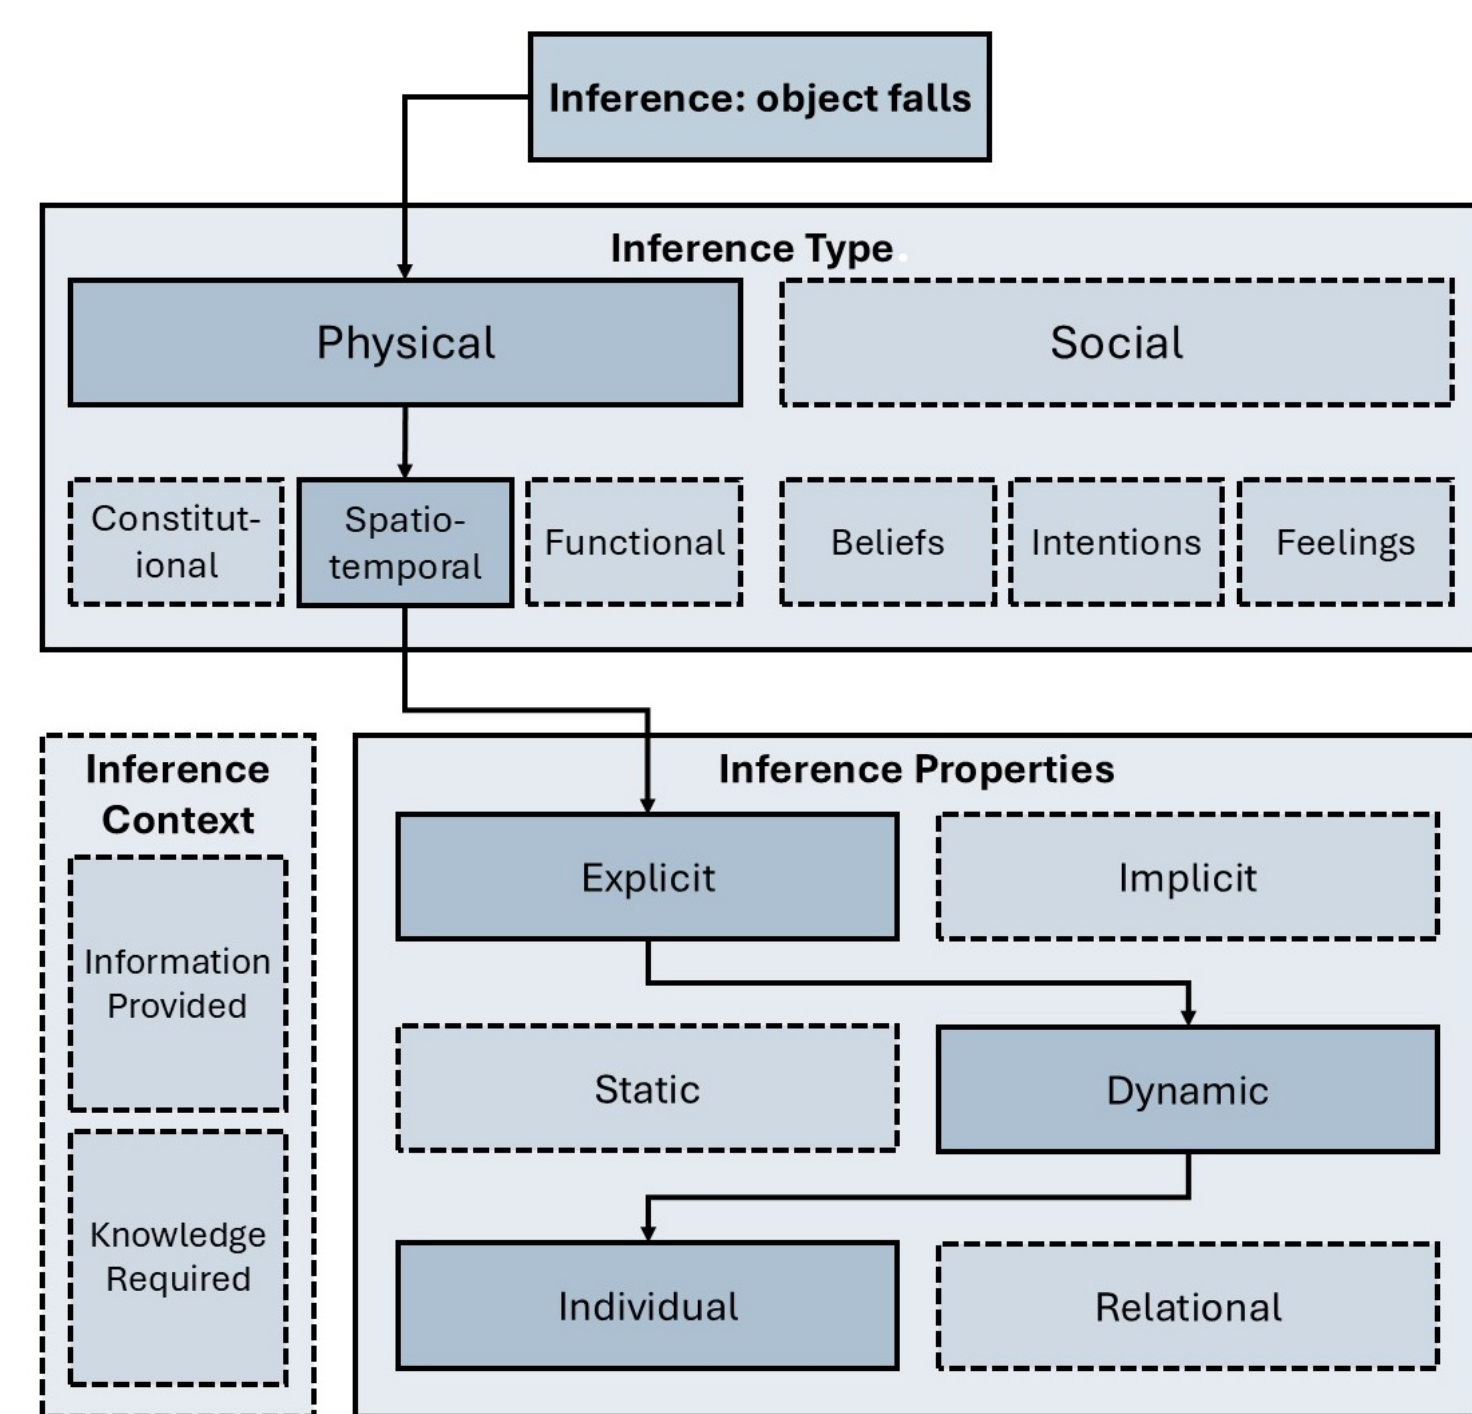 Inference: object falls
Inference Type.
Physical
Social
Constitut-
ional
Spatio-
temporal
Functional
Beliefs
Intentions
Feelings
Inference
Context
Information
Provided
Knowledge
Required
Inference Properties
Explicit
Implicit
Static
Dynamic
Individual
Relational